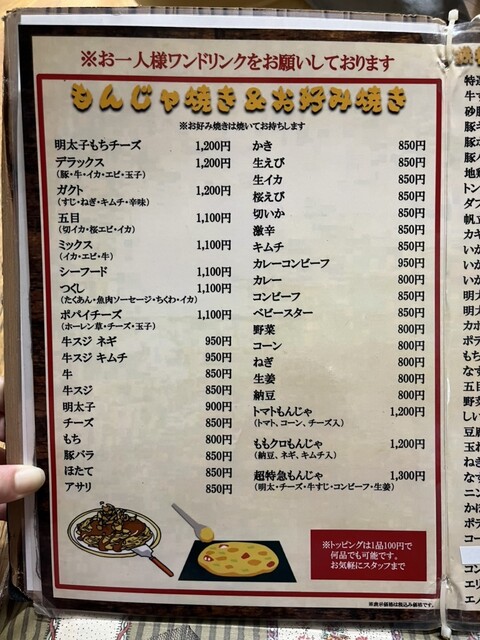 ※お一人様ワンドリンクをお願いしております
もんじゃ焼き＆お好み焼き
※お好み焼きは焼いてお持ちします
明太子もちチーズ 1,200円
デラックス 1,200円
(豚・牛・イカ・エビ・玉子)
ガクト 1,200円
(すじ・ねぎ・キムチ・辛味)
五目 1,100円
(切イカ・桜エビ・イカ)
ミックス 1,100円
(イカ・エビ・牛)
シーフード 1,100円
つくし 1,100円
(たくあん・魚肉ソーセージ・ちくわ・イカ)
ポパイチーズ 1,100円
(ホーレン草・チーズ・玉子)
牛スジ ネギ 950円
牛スジ キムチ 950円
牛 850円
牛スジ 850円
明太子 900円
チーズ 850円
もち 800円
豚バラ 850円
ほたて 850円
アサリ 850円
かき 850円
生えび 850円
生イカ 850円
桜えび 850円
切いか 850円
激辛 850円
キムチ 850円
カレーコンビーフ 950円
カレー 800円
コンビーフ 850円
ベビースター 850円
野菜 800円
コーン 800円
ねぎ 800円
生姜 800円
納豆 800円
トマトもんじゃ 1,200円
(トマト、コーン、チーズ入)
ももクロもんじゃ 1,200円
(納豆、ネギ、キムチ入)
超特急もんじゃ 1,300円
(明太・チーズ・牛すじ・コンビーフ・生姜)
※トッピングは1品100円で
何品でも可能です。
お気軽にスタッフまで
※表示価格は税込み価格です。